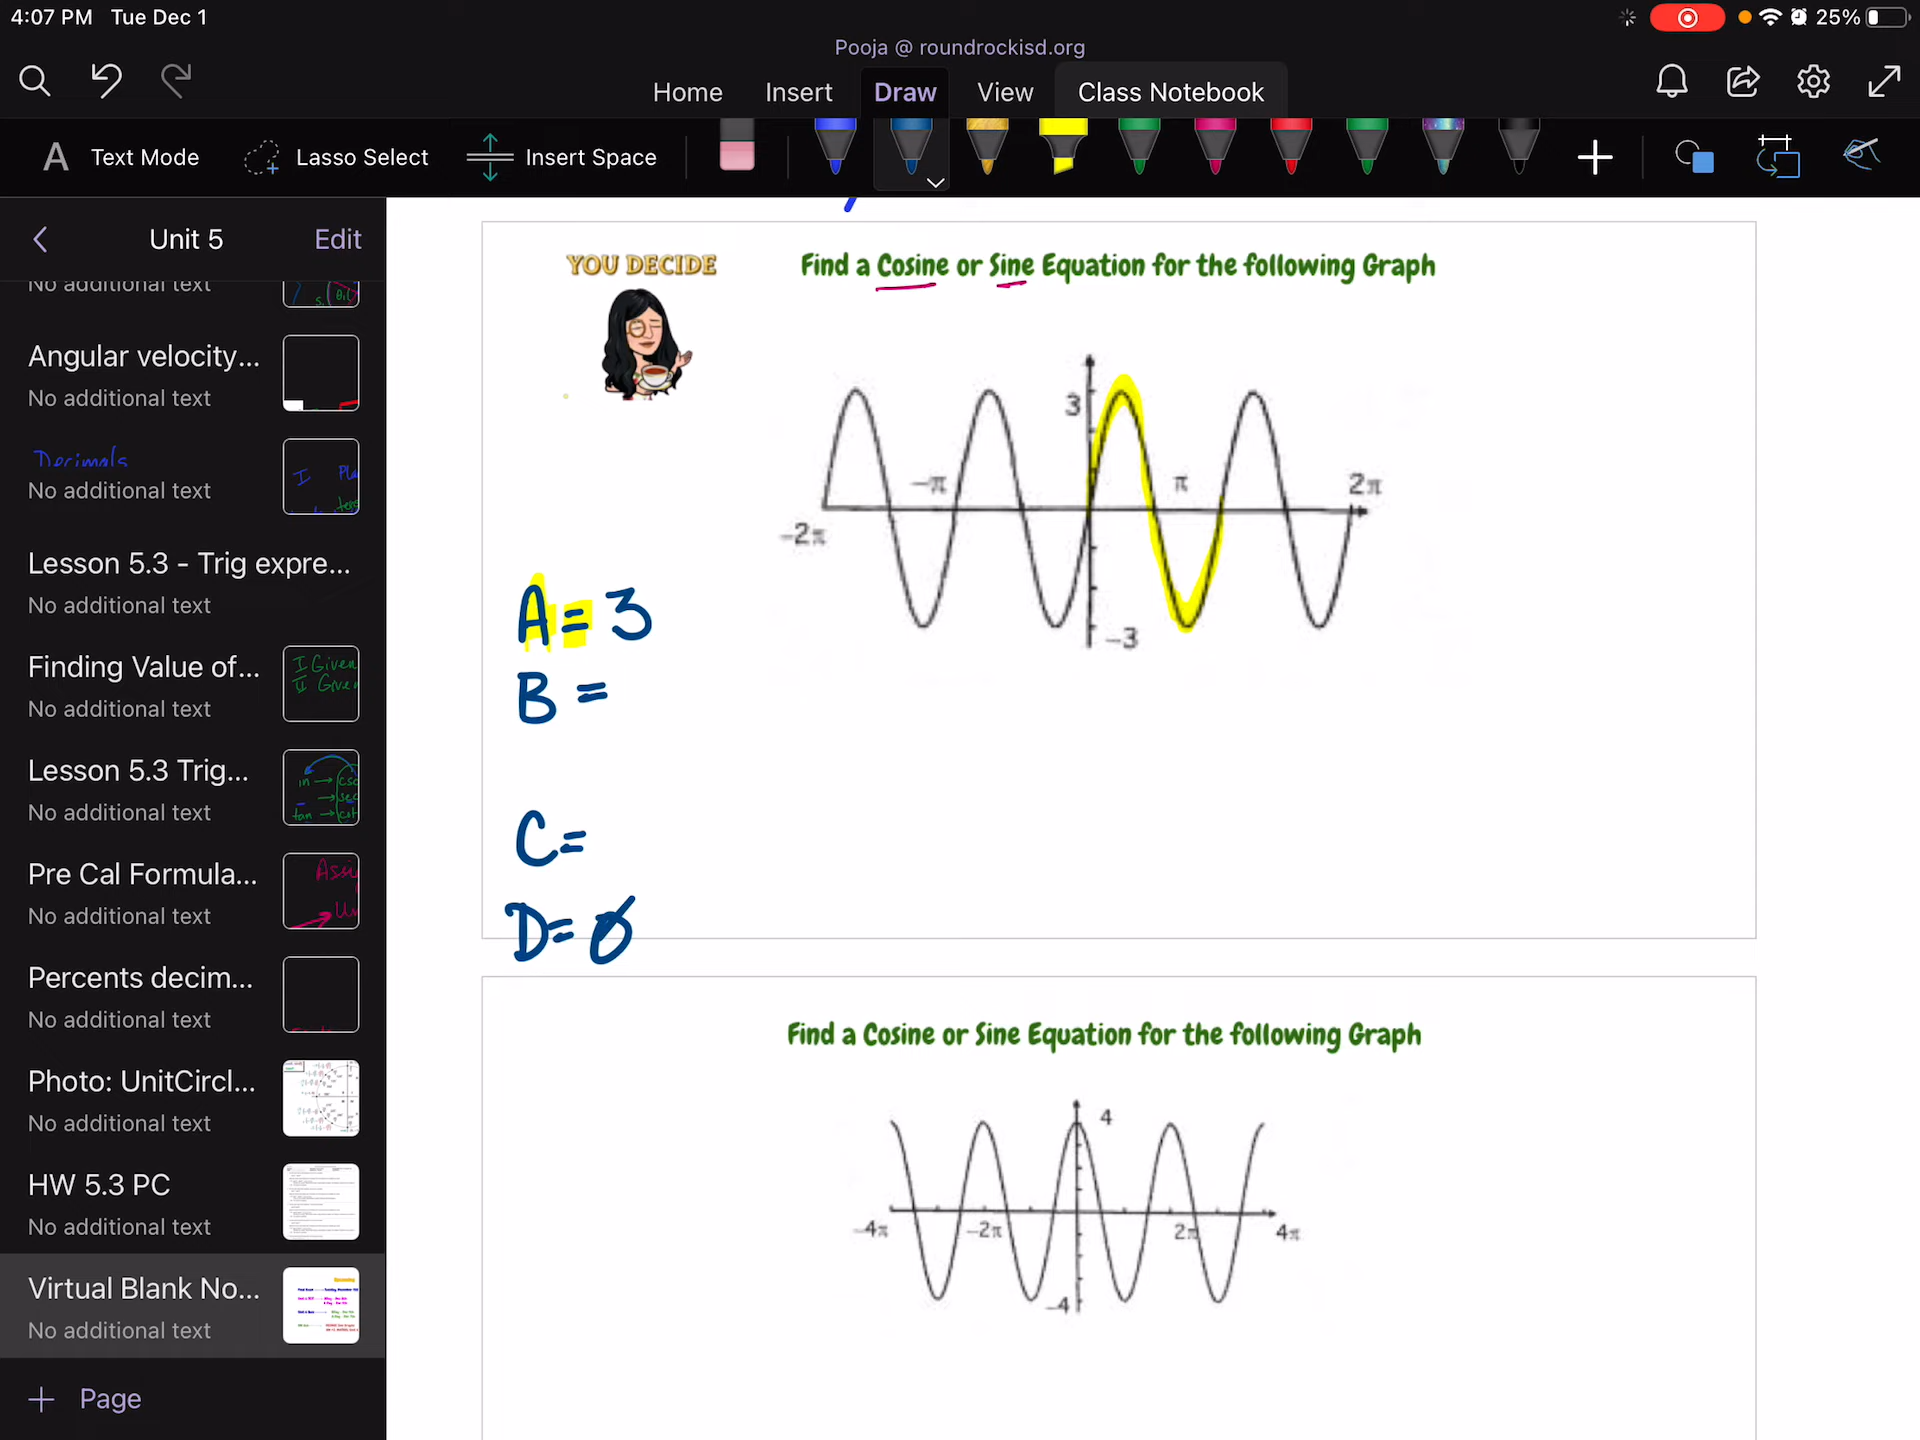 4:07 PM Tue Dec 1
25%
Pooja @ roundrockisd.org
Home Insert Draw View Class Notebook
Text Mode Lasso Select Insert Space
Unit 5 Edit
No additional text
Angular velocity...
No additional text
Decimals
No additional text
Lesson 5.3 - Trig expre...
No additional text
Finding Value of...
No additional text
Lesson 5.3 Trig...
No additional text
Pre Cal Formula...
No additional text
Percents decim...
No additional text
Photo: UnitCircl...
No additional text
HW 5.3 PC
No additional text
Virtual Blank No...
No additional text
+ Page
YOU DECIDE
Find a Cosine or Sine Equation for the following Graph
3
-π π 2π
-2π
-3
A = 3
B =
C =
D = 0
Find a Cosine or Sine Equation for the following Graph
4
-4π -2π 2π 4π
-4